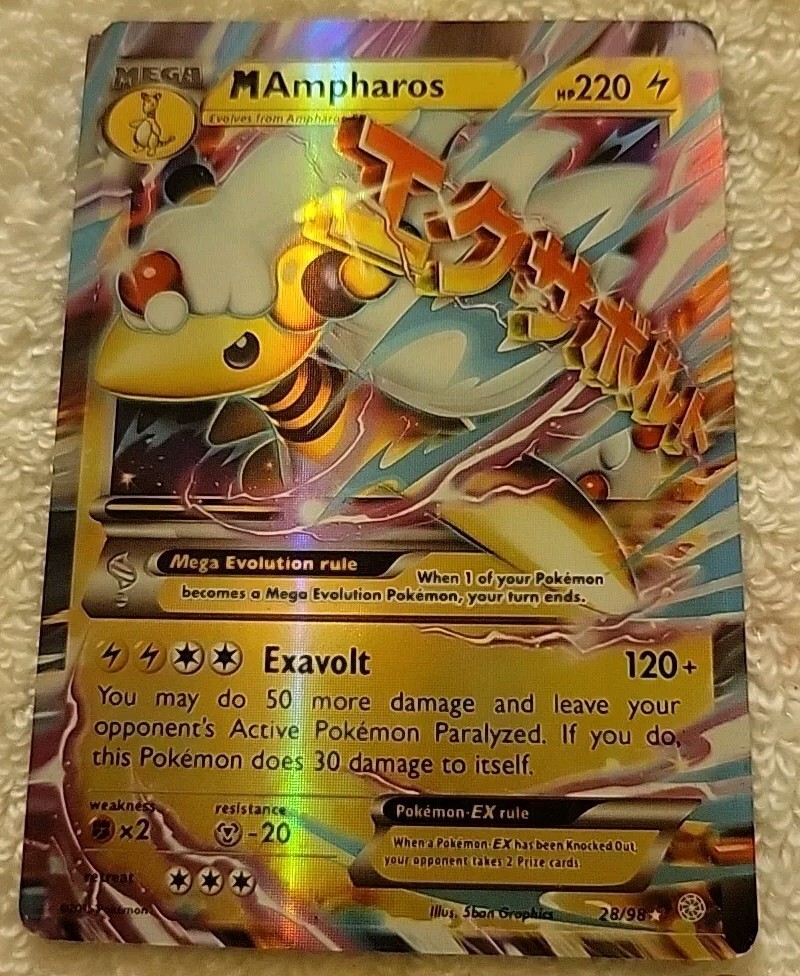 MEGA
M Ampharos
HP220
Evolves from Ampharos
エクサボルト
Mega Evolution rule
When 1 of your Pokémon
becomes a Mega Evolution Pokémon, your turn ends.
Exavolt 120+
You may do 50 more damage and leave your
opponent's Active Pokémon Paralyzed. If you do,
this Pokémon does 30 damage to itself.
weakness resistance
×2 -20
Pokémon-EX rule
When a Pokémon-EX has been Knocked Out,
your opponent takes 2 Prize cards.
retreat
Pokémon
Illus. 5ban Graphics
28/98